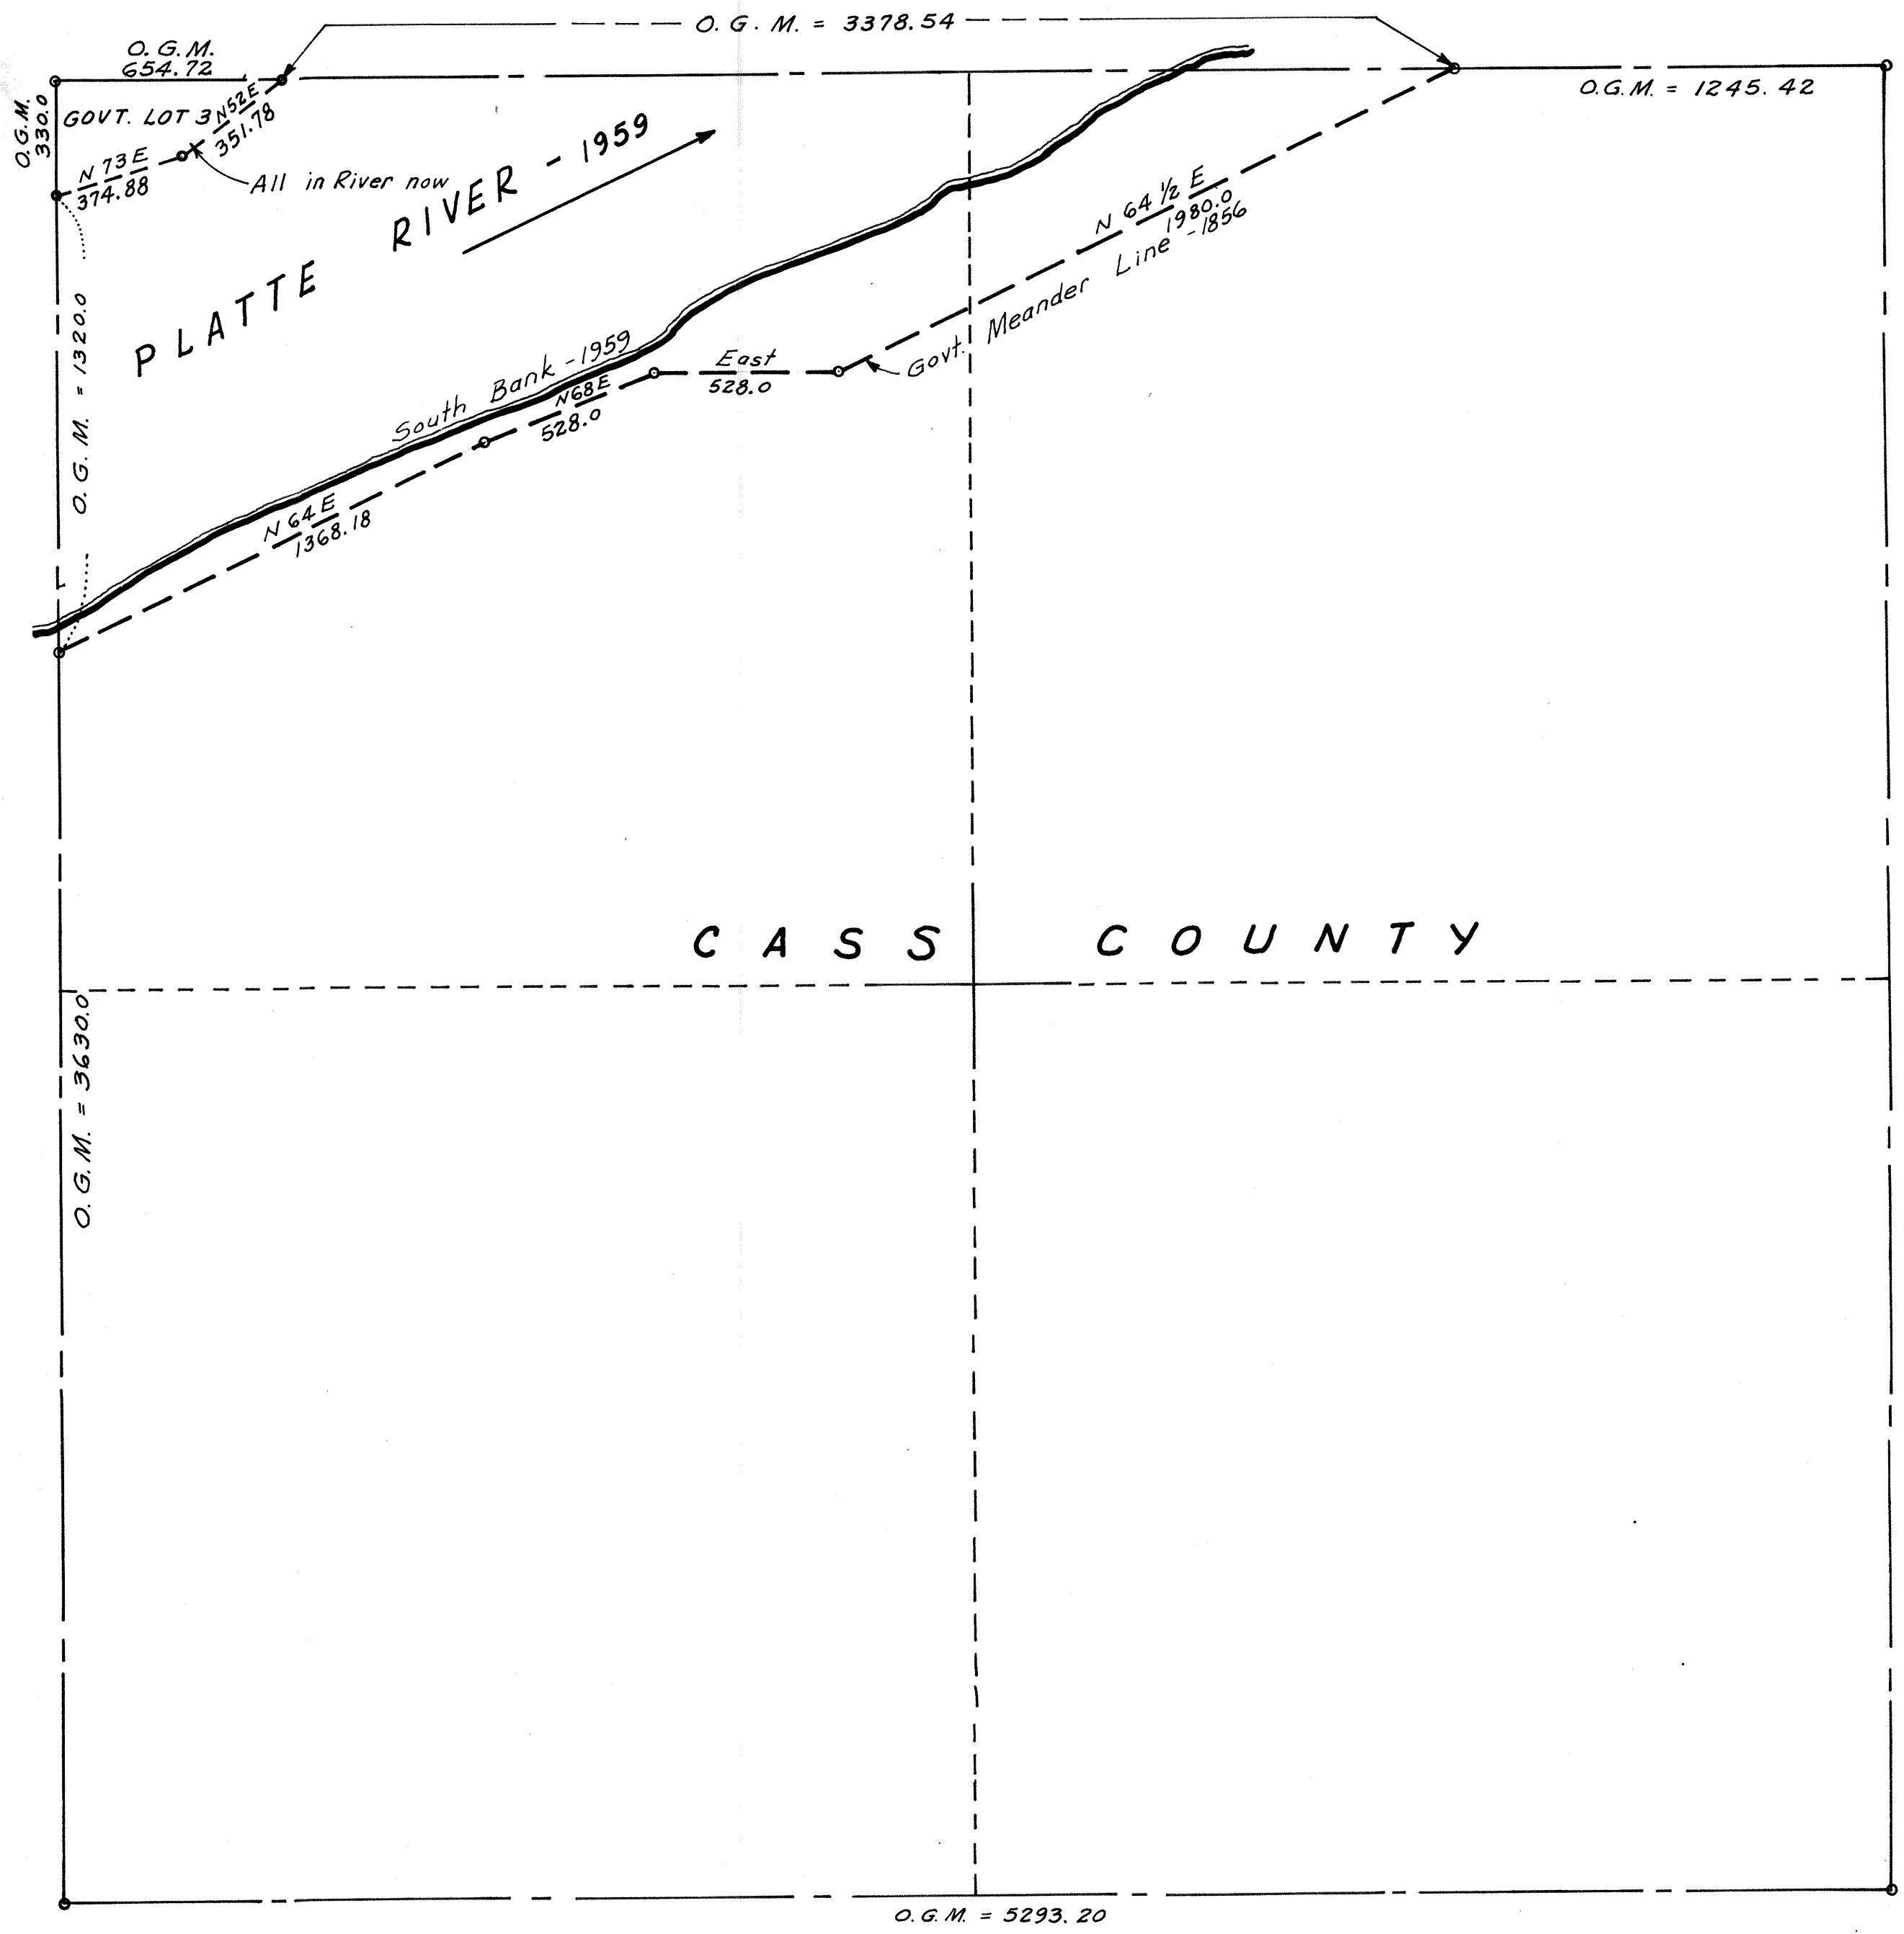 O. G. M. = 3378.54
O. G. M.
654.72
O.G.M. = 1245.42
O.G.M.
330.0
GOVT. LOT 3
N52E
351.78
N 73 E
374.88
All in River now
PLATTE RIVER - 1959
N 64 1/2 E
1980.0
Govt. Meander Line - 1856
O. G. M. = 1320.0
South Bank - 1959
East
528.0
N68E
528.0
N 64 E
1368.18
CASS COUNTY
O.G.M. = 3630.0
O.G.M. = 5293.20